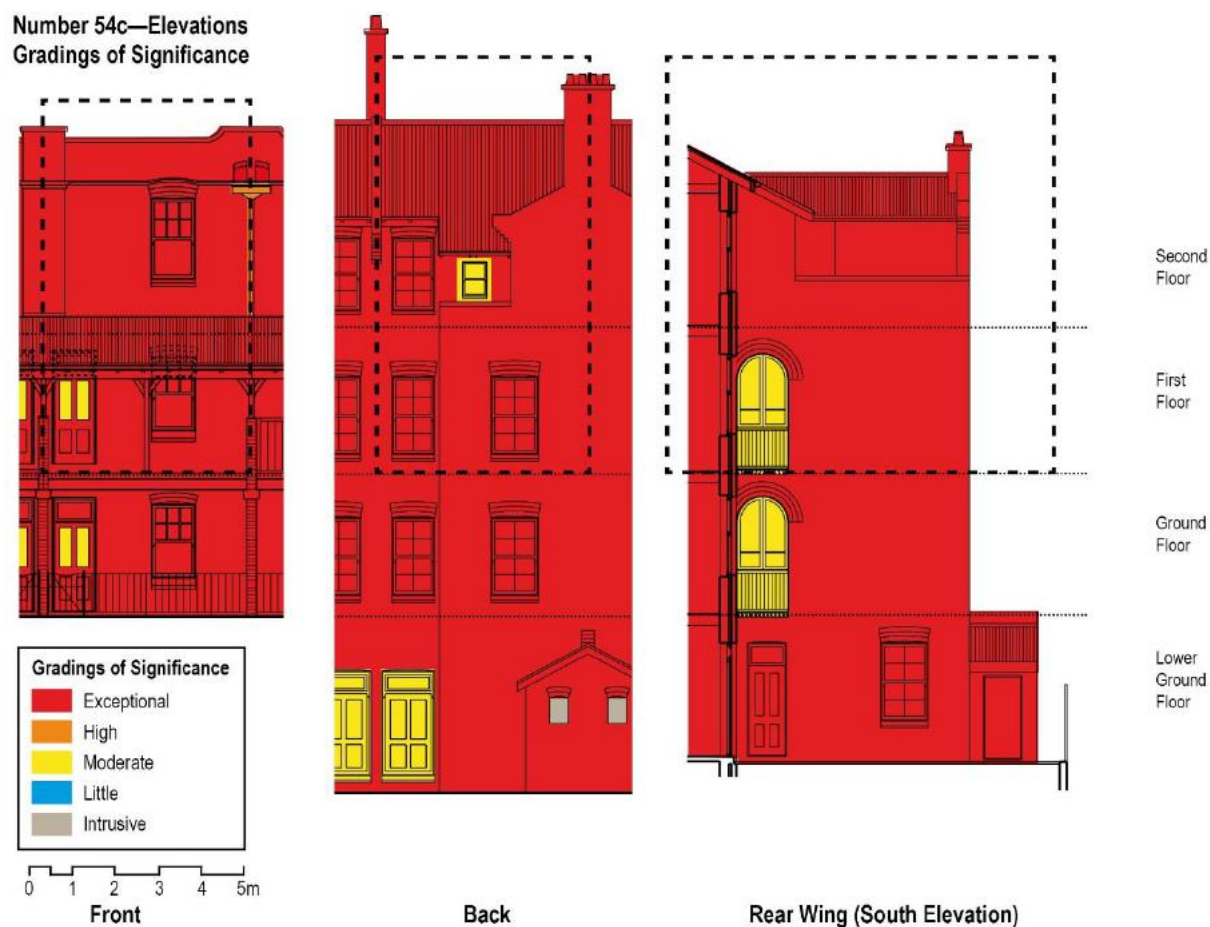 Number 54c—Elevations
Gradings of Significance
Second
Floor
First
Floor
Ground
Floor
Lower
Ground
Floor
Gradings of Significance
Exceptional
High
Moderate
Little
Intrusive
0 1 2 3 4 5m
Front
Back
Rear Wing (South Elevation)